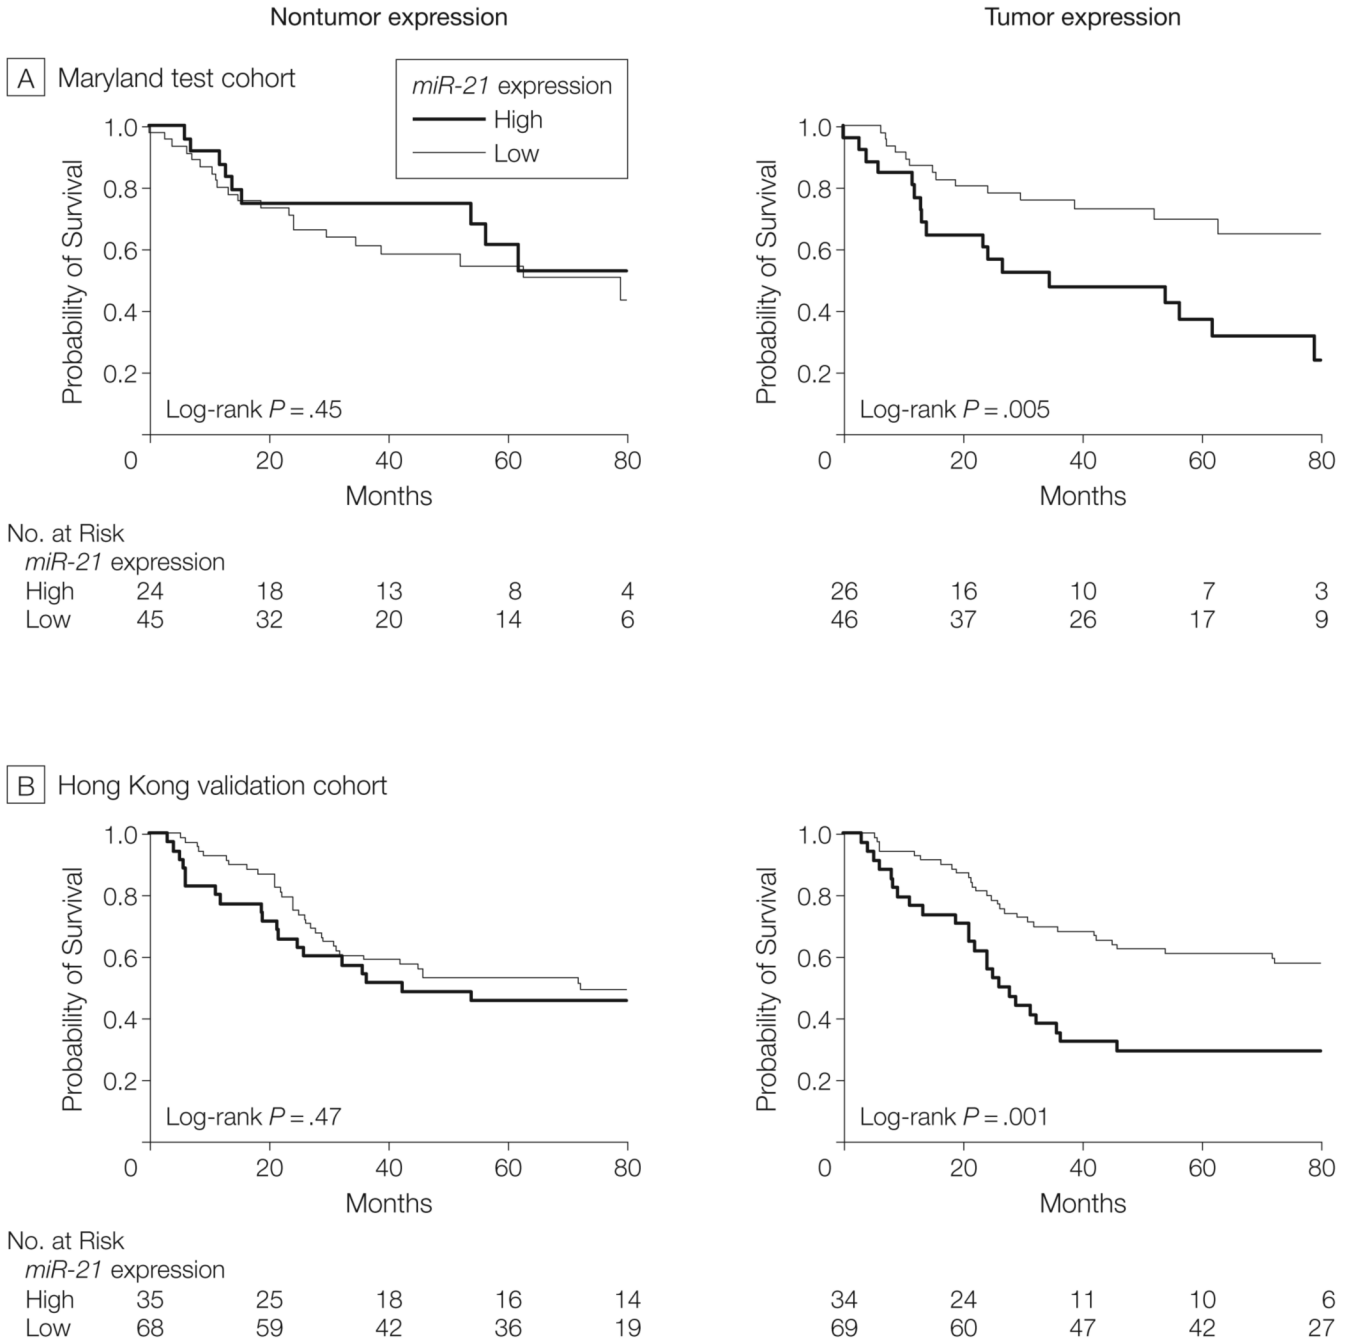 Nontumor expression Tumor expression
A Maryland test cohort
miR-21 expression
High
Low
1.0
0.8
0.6
0.4
0.2
Probability of Survival
Log-rank P = .45
0 20 40 60 80
Months
1.0
0.8
0.6
0.4
0.2
Probability of Survival
Log-rank P = .005
0 20 40 60 80
Months
No. at Risk
miR-21 expression
High 24 18 13 8 4 26 16 10 7 3
Low 45 32 20 14 6 46 37 26 17 9
B Hong Kong validation cohort
1.0
0.8
0.6
0.4
0.2
Probability of Survival
Log-rank P = .47
0 20 40 60 80
Months
1.0
0.8
0.6
0.4
0.2
Probability of Survival
Log-rank P = .001
0 20 40 60 80
Months
No. at Risk
miR-21 expression
High 35 25 18 16 14 34 24 11 10 6
Low 68 59 42 36 19 69 60 47 42 27